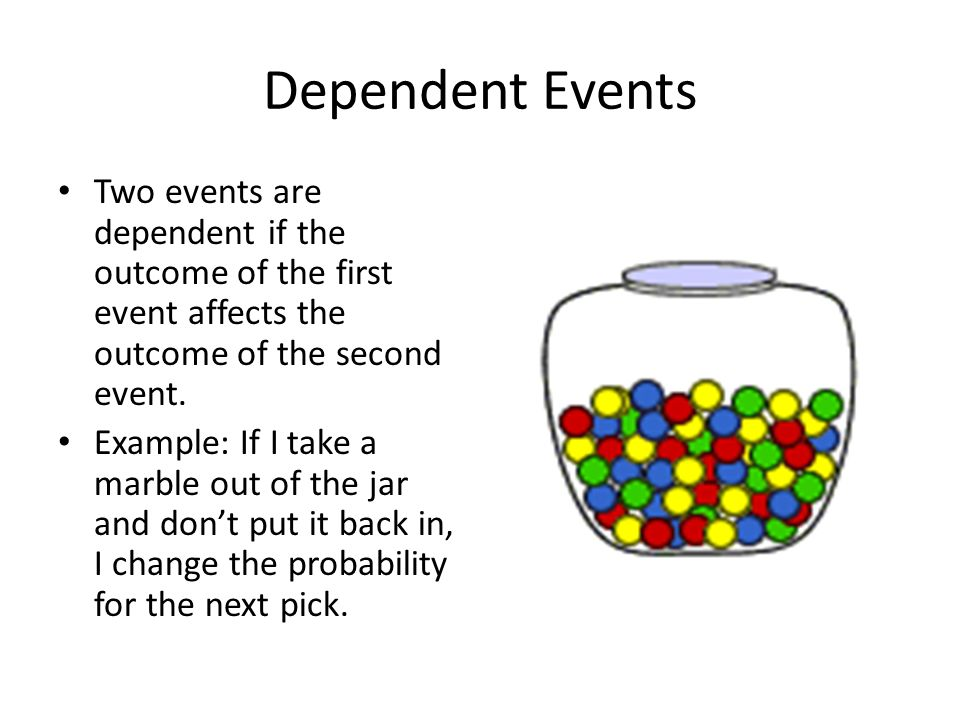 Dependent Events
• Two events are
dependent if the
outcome of the first
event affects the
outcome of the second
event.
• Example: If I take a
marble out of the jar
and don’t put it back in,
I change the probability
for the next pick.